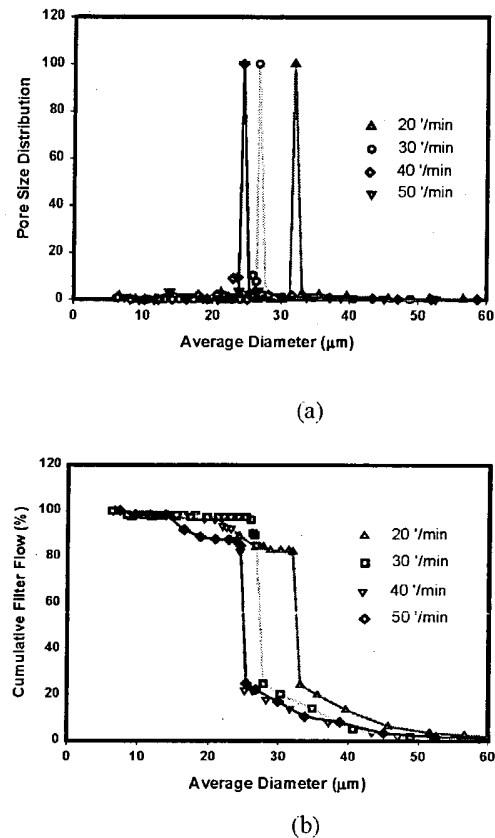 120
100
80
60
40
20
0
Pore Size Distribution
20 '/min
30 '/min
40 '/min
50 '/min
0 10 20 30 40 50 60
Average Diameter (μm)
(a)
120
100
80
60
40
20
0
Cumulative Filter Flow (%)
20 '/min
30 '/min
40 '/min
50 '/min
0 10 20 30 40 50 60
Average Diameter (μm)
(b)